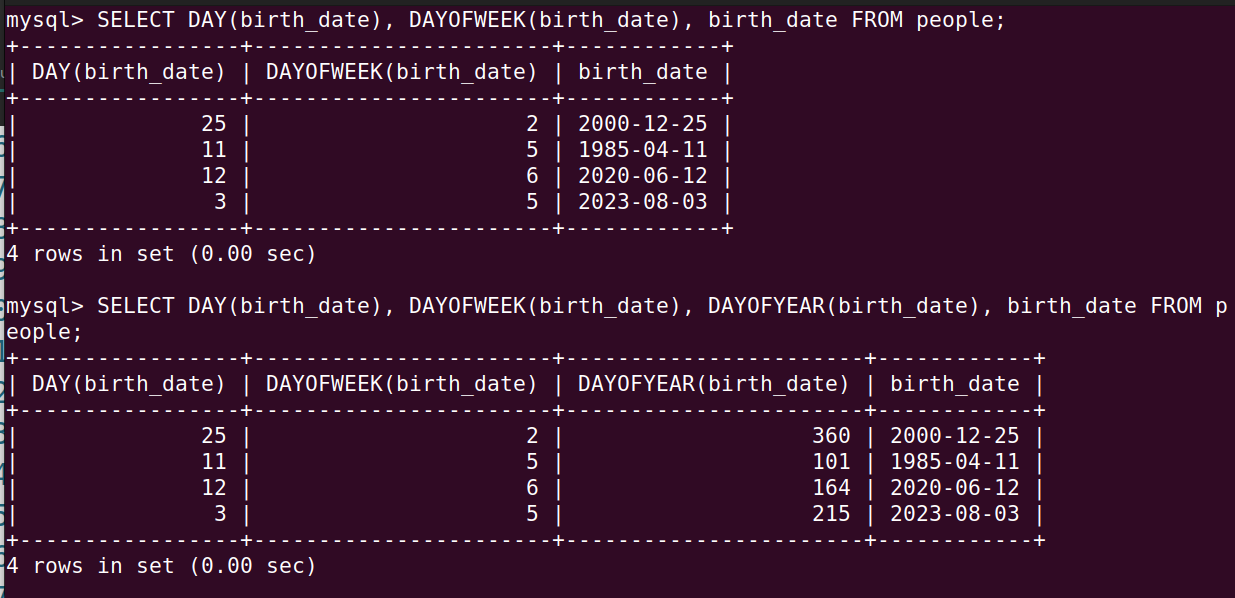 mysql> SELECT DAY(birth_date), DAYOFWEEK(birth_date), birth_date FROM people;
+-----------------+-----------------------+------------+
| DAY(birth_date) | DAYOFWEEK(birth_date) | birth_date |
+-----------------+-----------------------+------------+
|              25 |                     2 | 2000-12-25 |
|              11 |                     5 | 1985-04-11 |
|              12 |                     6 | 2020-06-12 |
|               3 |                     5 | 2023-08-03 |
+-----------------+-----------------------+------------+
4 rows in set (0.00 sec)

mysql> SELECT DAY(birth_date), DAYOFWEEK(birth_date), DAYOFYEAR(birth_date), birth_date FROM p
eople;
+-----------------+-----------------------+-----------------------+------------+
| DAY(birth_date) | DAYOFWEEK(birth_date) | DAYOFYEAR(birth_date) | birth_date |
+-----------------+-----------------------+-----------------------+------------+
|              25 |                     2 |                   360 | 2000-12-25 |
|              11 |                     5 |                   101 | 1985-04-11 |
|              12 |                     6 |                   164 | 2020-06-12 |
|               3 |                     5 |                   215 | 2023-08-03 |
+-----------------+-----------------------+-----------------------+------------+
4 rows in set (0.00 sec)